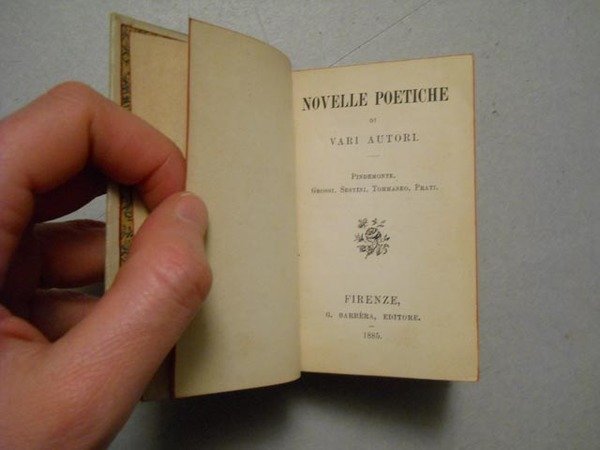 NOVELLE POETICHE
DI
VARI AUTORI.
PINDEMONTE,
GROSSI, SESTINI, TOMMASEO, PRATI.
FIRENZE,
G. BARBÈRA, EDITORE.
1885.